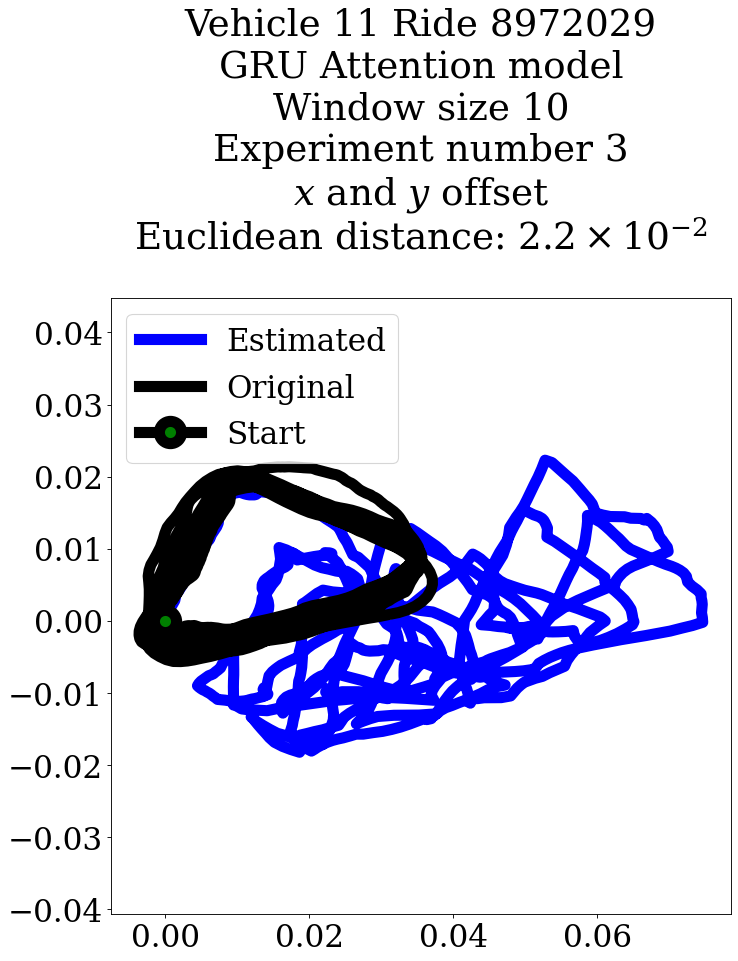 Vehicle 11 Ride 8972029
GRU Attention model
Window size 10
Experiment number 3
x and y offset
Euclidean distance: 2.2 × 10⁻²
Estimated
Original
Start
0.04
0.03
0.02
0.01
0.00
−0.01
−0.02
−0.03
−0.04
0.00 0.02 0.04 0.06